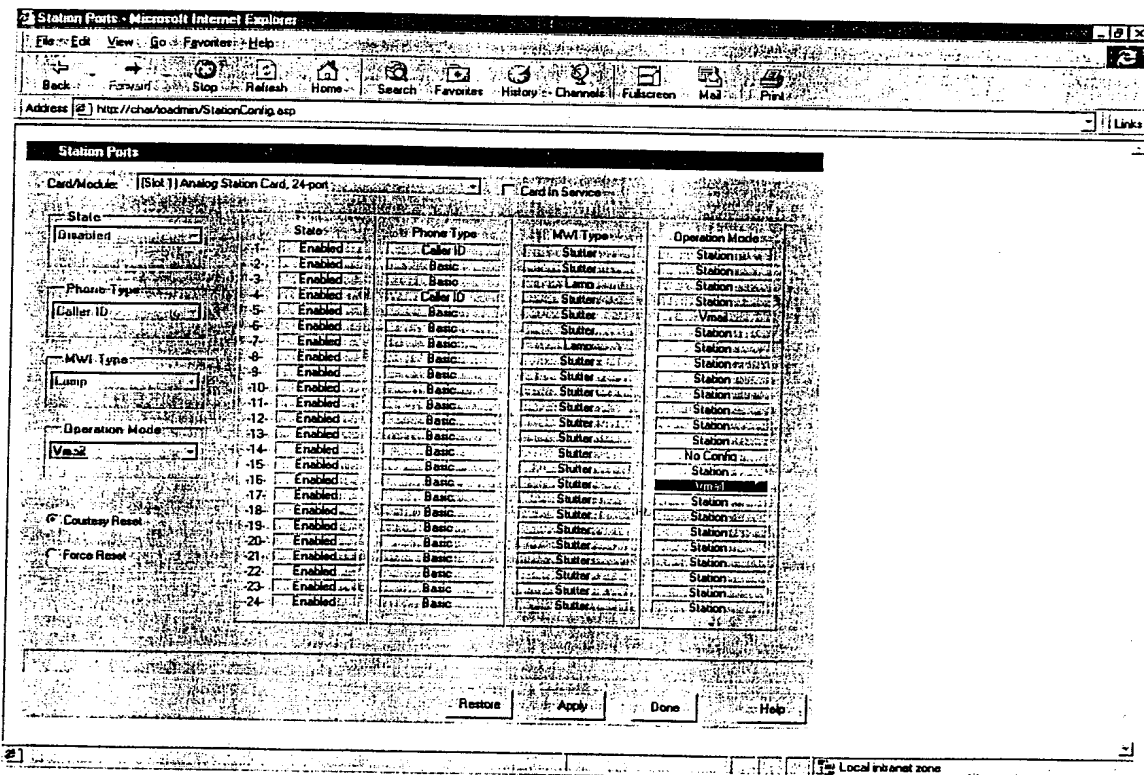 Station Ports - Microsoft Internet Explorer
File Edit View Go Favorites Help
Back Forward Stop Refresh Home Search Favorites History Channels Fullscreen Mail Print
Address http://chav/oadmin/StationConfig.asp Links
Station Ports
Card/Module: (Slot 1) Analog Station Card, 24-port Card In Service
State
Disabled
Phone Type
Caller ID
MWI Type
Lamp
Operation Mode
Courtesy Reset
Force Reset
State Phone Type MWI Type Operation Mode
-1- Enabled Caller ID Stutter Station
-2- Enabled Basic Stutter Station
-3- Enabled Basic Lamp Station
-4- Enabled Caller ID Stutter Station
-5- Enabled Basic Stutter Vmail
-6- Enabled Basic Stutter Station
-7- Enabled Basic Lamp Station
-8- Enabled Basic Stutter Station
-9- Enabled Basic Stutter Station
-10- Enabled Basic Stutter Station
-11- Enabled Basic Stutter Station
-12- Enabled Basic Stutter Station
-13- Enabled Basic Stutter Station
-14- Enabled Basic Stutter No Config
-15- Enabled Basic Stutter Station
-16- Enabled Basic Stutter Vmail
-17- Enabled Basic Stutter Station
-18- Enabled Basic Stutter Station
-19- Enabled Basic Stutter Station
-20- Enabled Basic Stutter Station
-21- Enabled Basic Stutter Station
-22- Enabled Basic Stutter Station
-23- Enabled Basic Stutter Station
-24- Enabled Basic Stutter Station
Restore Apply Done Help
Local intranet zone